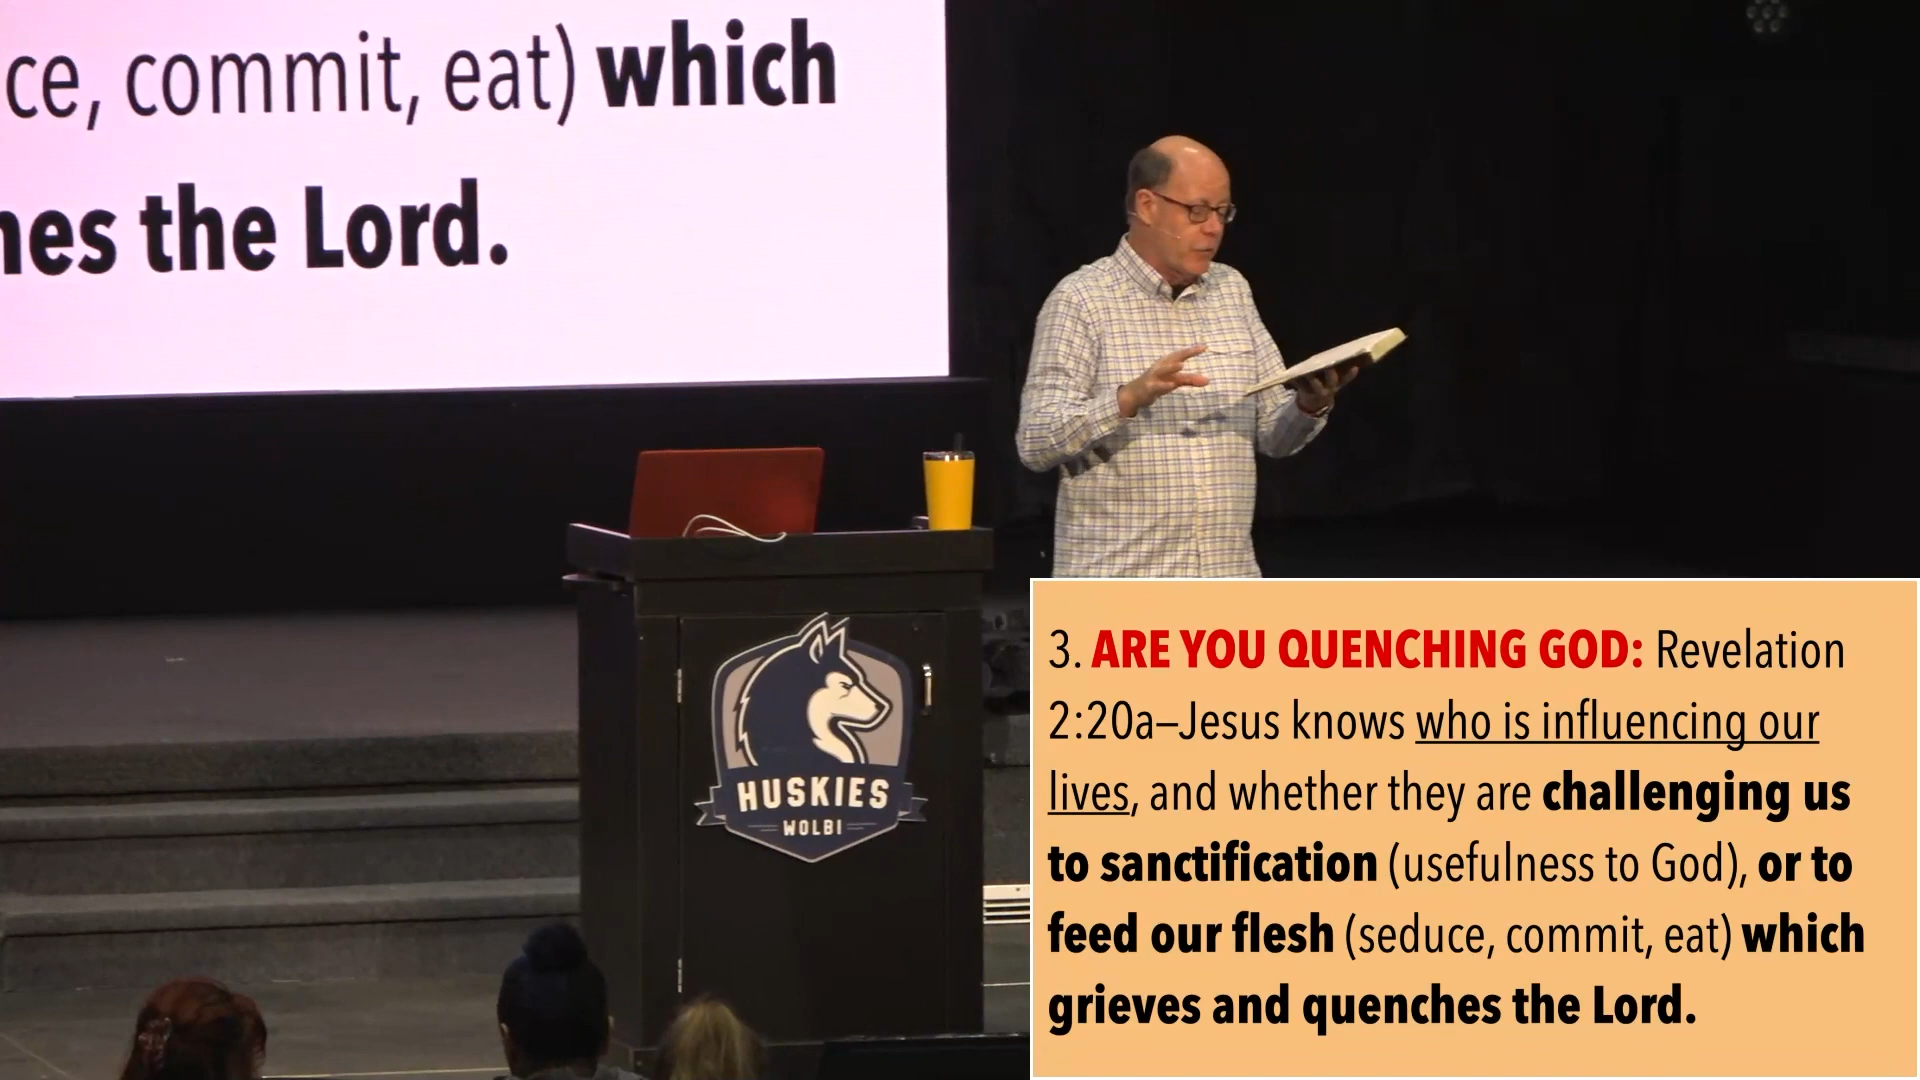 ce, commit, eat) which
hes the Lord.
HUSKIES
WOLBI
3. ARE YOU QUENCHING GOD: Revelation
2:20a–Jesus knows who is influencing our
lives, and whether they are challenging us
to sanctification (usefulness to God), or to
feed our flesh (seduce, commit, eat) which
grieves and quenches the Lord.